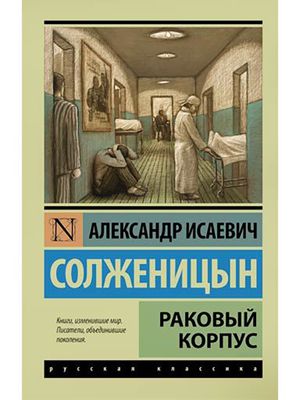 N
АЛЕКСАНДР ИСАЕВИЧ
СОЛЖЕНИЦЫН
Книги, изменившие мир.
Писатели, объединившие
поколения.
РАКОВЫЙ
КОРПУС
русская классика